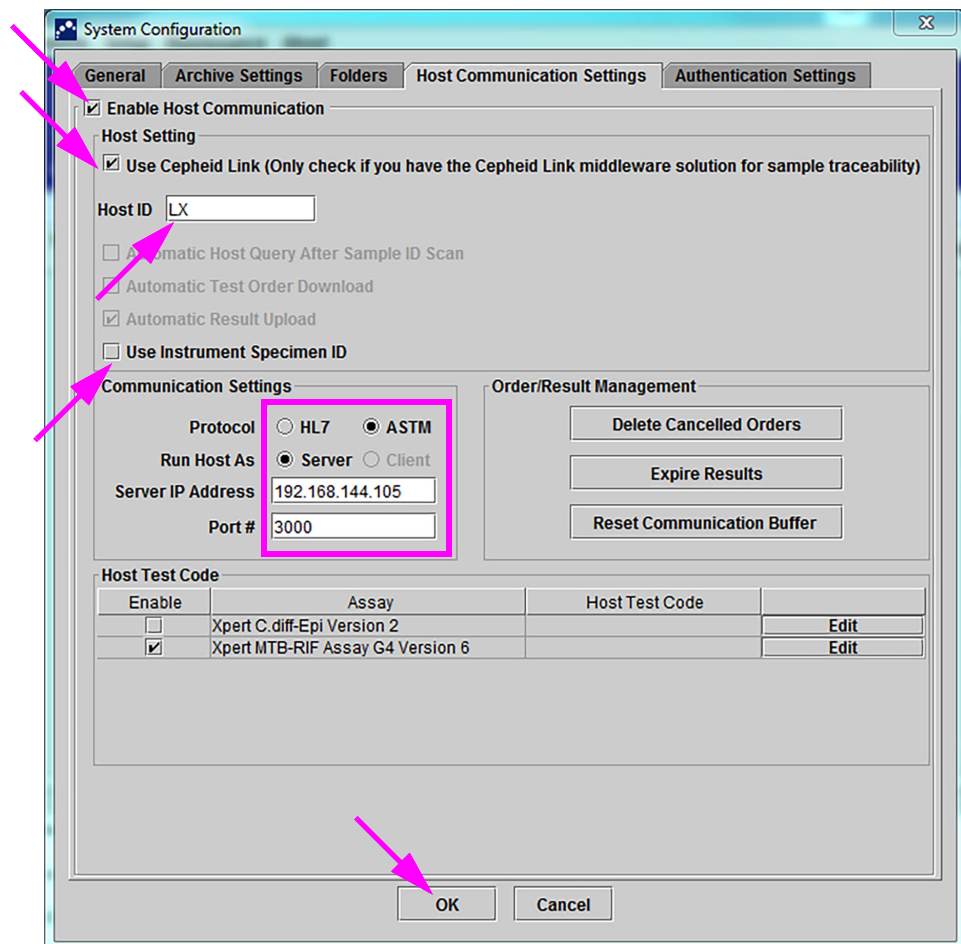 System Configuration
General Archive Settings Folders Host Communication Settings Authentication Settings
Enable Host Communication
Host Setting
Use Cepheid Link (Only check if you have the Cepheid Link middleware solution for sample traceability)
Host ID LX
Automatic Host Query After Sample ID Scan
Automatic Test Order Download
Automatic Result Upload
Use Instrument Specimen ID
Communication Settings
Protocol HL7 ASTM
Run Host As Server Client
Server IP Address 192.168.144.105
Port # 3000
Order/Result Management
Delete Cancelled Orders
Expire Results
Reset Communication Buffer
Host Test Code
Enable Assay Host Test Code
Xpert C.diff-Epi Version 2 Edit
Xpert MTB-RIF Assay G4 Version 6 Edit
OK Cancel